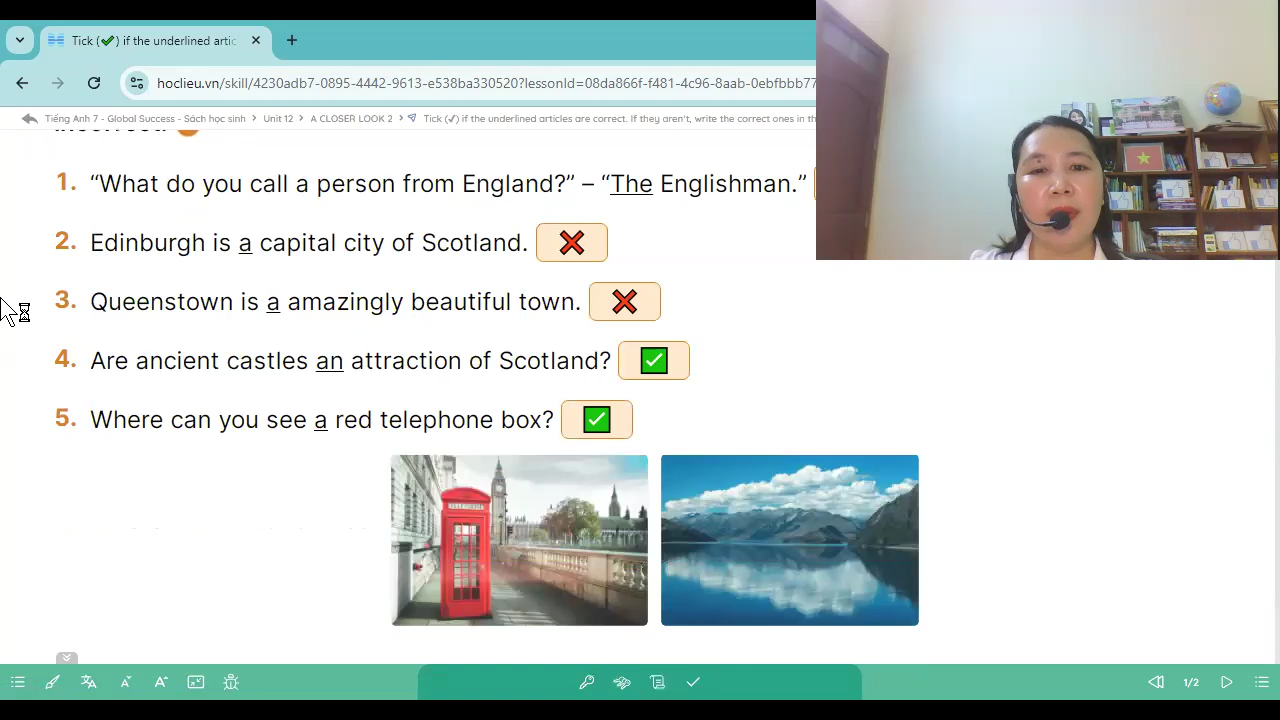 Tick (✔) if the underlined artic
hoclieu.vn/skill/4230adb7-0895-4442-9613-e538ba330520?lessonId=08da866f-f481-4c96-8aab-0ebfbbb77
Tiếng Anh 7 - Global Success - Sách học sinh > Unit 12 > A CLOSER LOOK 2 > Tick (√) if the underlined articles are correct. If they aren't, write the correct ones in th
incorrect.
1. “What do you call a person from England?” – “The Englishman.”
2. Edinburgh is a capital city of Scotland.
3. Queenstown is a amazingly beautiful town.
4. Are ancient castles an attraction of Scotland?
5. Where can you see a red telephone box?
TELEPHONE
1/2